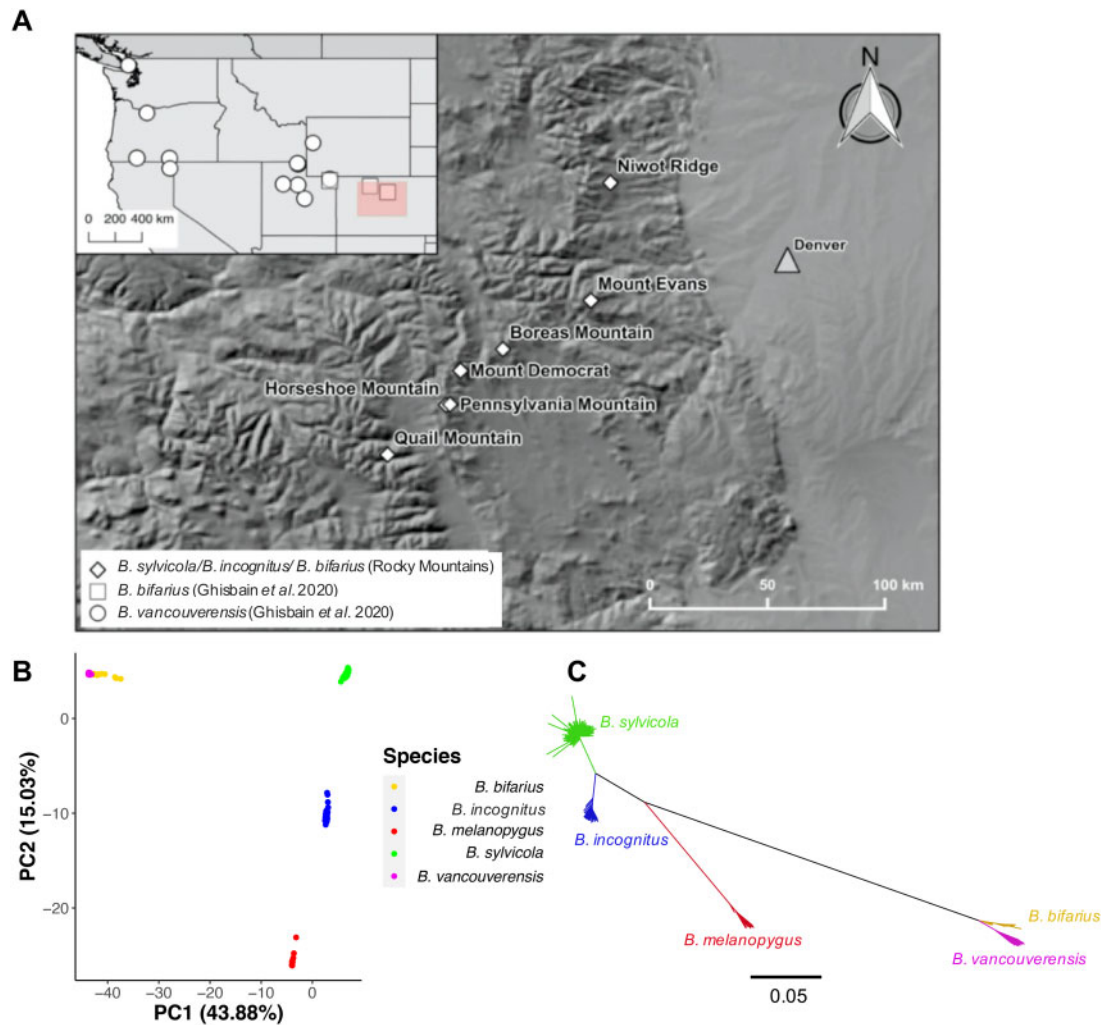 A
N
Niwot Ridge
0 200 400 km
Denver
Mount Evans
Boreas Mountain
Mount Democrat
Horseshoe Mountain
Pennsylvania Mountain
Quail Mountain
B. sylvicola/B. incognitus/ B. bifarius (Rocky Mountains)
B. bifarius (Ghisbain et al. 2020)
B. vancouverensis (Ghisbain et al. 2020)
0 50 100 km
B
PC2 (15.03%)
0
−10
−20
−40 −30 −20 −10 0
PC1 (43.88%)
Species
B. bifarius
B. incognitus
B. melanopygus
B. sylvicola
B. vancouverensis
C
B. sylvicola
B. incognitus
B. melanopygus
B. bifarius
B. vancouverensis
0.05